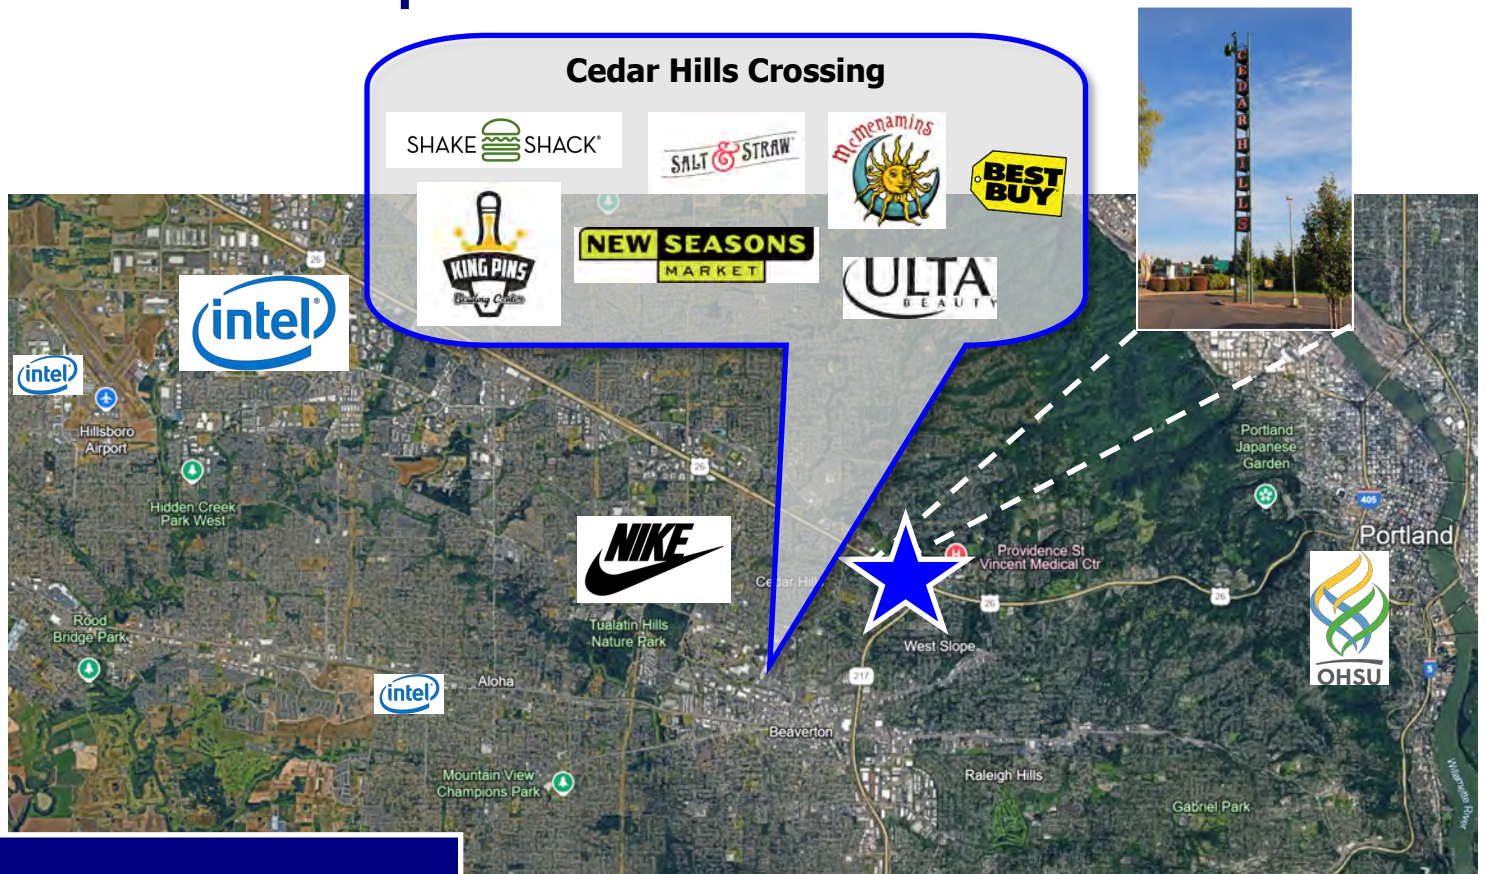 Cedar Hills Crossing
SHAKE SHACK
SALT & STRAW
McMenamins
BEST BUY
KING PINS
Bowling Center
NEW SEASONS
MARKET
ULTA
BEAUTY
CEDAR HILLS
26
intel
intel
Hillsboro
Airport
Hidden Creek
Park West
26
Portland
Japanese
Garden
405
Portland
NIKE
H
Providence St
Vincent Medical Ctr
Cedar Hills
26
26
Rood
Bridge Park
Tualatin Hills
Nature Park
West Slope
OHSU
5
intel
Aloha
217
Beaverton
Mountain View
Champions Park
Raleigh Hills
Gabriel Park
Willamette River